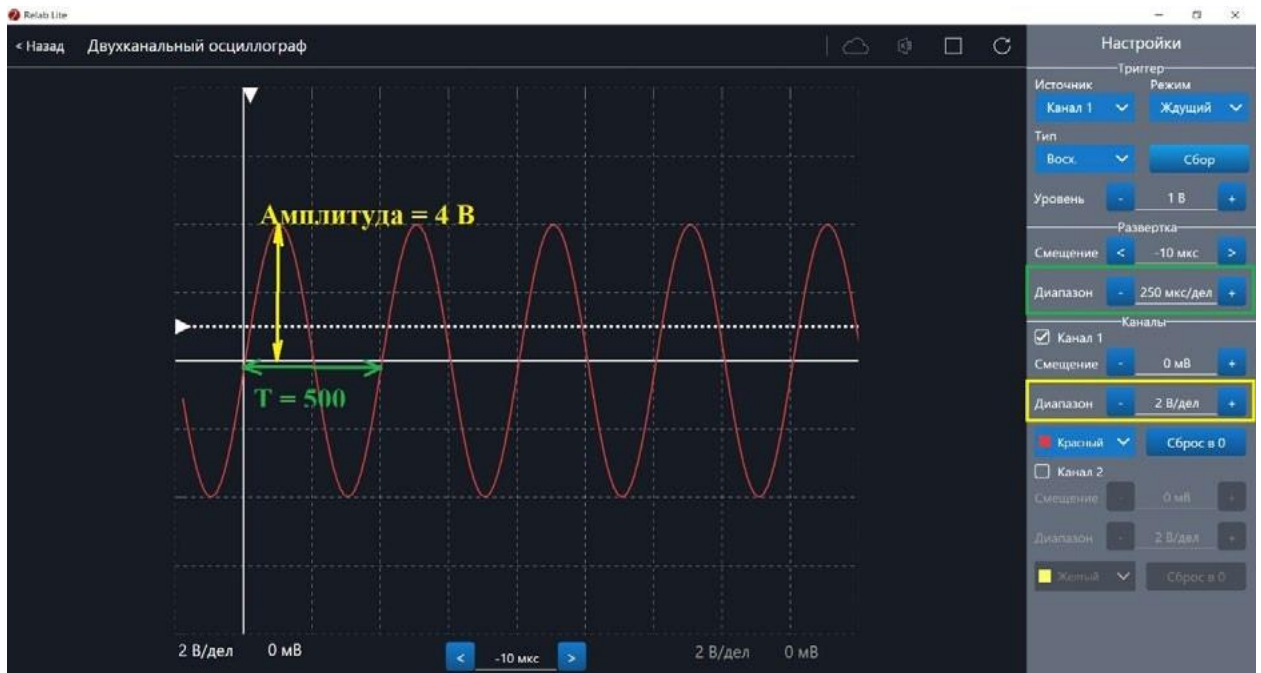 Relab Lite
< Назад Двухканальный осциллограф
Настройки
Триггер
Источник Режим
Канал 1 Ждущий
Тип
Восх. Сбор
Уровень - 1 В +
Развертка
Смещение < -10 мкс >
Диапазон - 250 мкс/дел +
Каналы
Канал 1
Смещение - 0 мВ +
Диапазон - 2 В/дел +
Красный Сброс в 0
Канал 2
Смещение - 0 мВ +
Диапазон - 2 В/дел +
Желтый Сброс в 0
Амплитуда = 4 В
T = 500
2 В/дел 0 мВ < -10 мкс > 2 В/дел 0 мВ